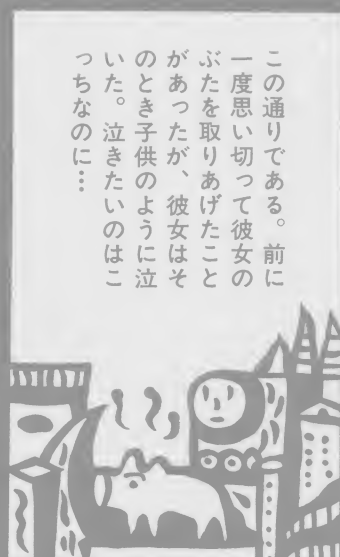 この通りである。前に
一度思い切って彼女の
ぶたを取りあげたこと
があったが、彼女はそ
のとき子供のように泣
いた。泣きたいのはこ
っちなのに…